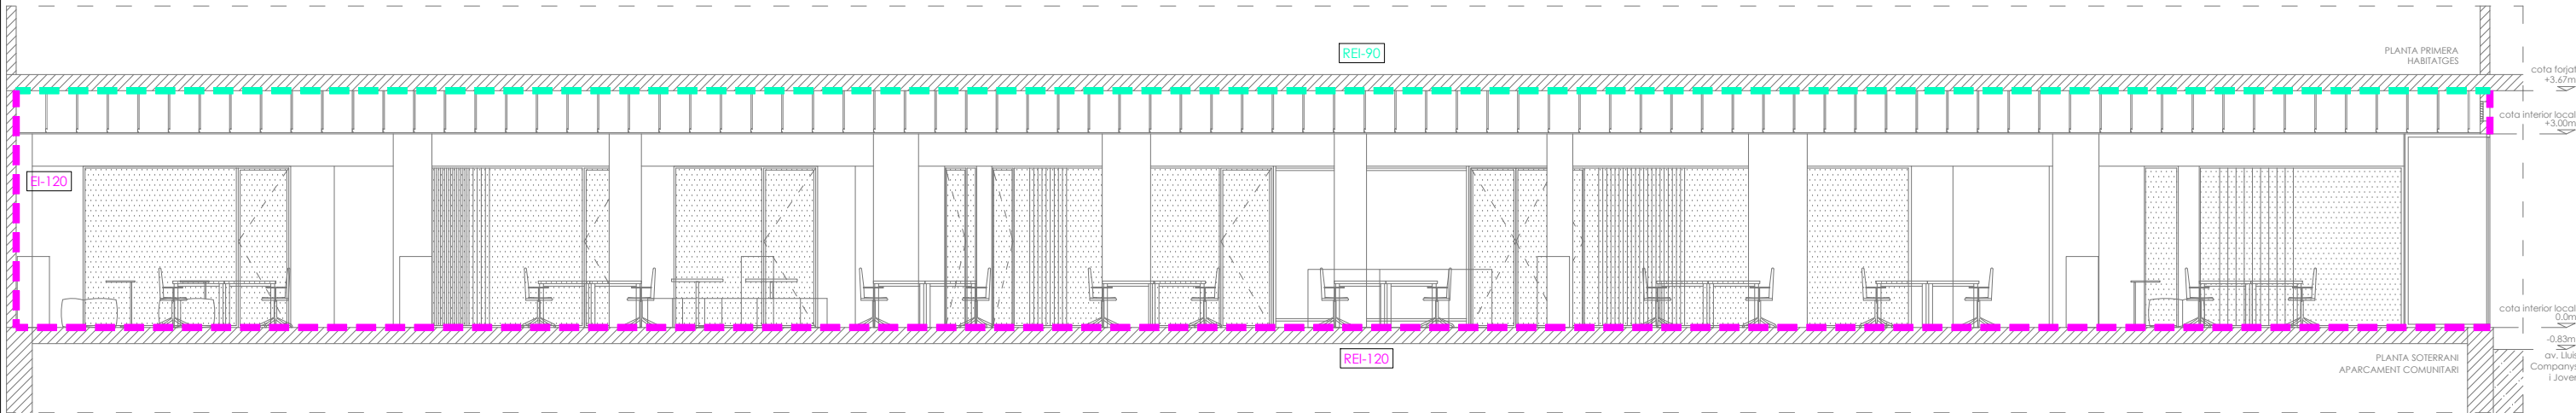 REI-90
PLANTA PRIMERA
HABITATGES
cota forjat
+3.67m
cota interior local
+3.00m
EI-120
cota interior local
0.0m
-0.83m
REI-120
PLANTA SOTERRANI
APARCAMENT COMUNITARI
av. Lluís
Companys
i Jover